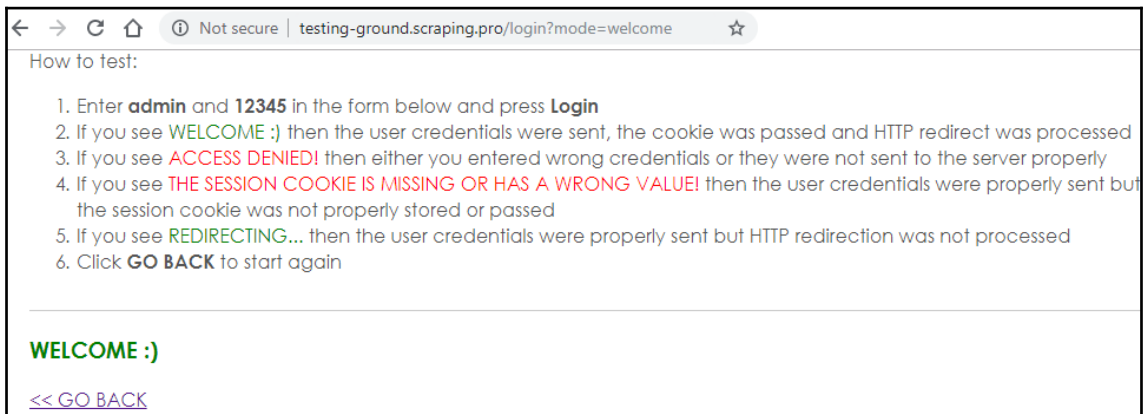 Not secure | testing-ground.scraping.pro/login?mode=welcome
How to test:
1. Enter admin and 12345 in the form below and press Login
2. If you see WELCOME :) then the user credentials were sent, the cookie was passed and HTTP redirect was processed
3. If you see ACCESS DENIED! then either you entered wrong credentials or they were not sent to the server properly
4. If you see THE SESSION COOKIE IS MISSING OR HAS A WRONG VALUE! then the user credentials were properly sent but
the session cookie was not properly stored or passed
5. If you see REDIRECTING... then the user credentials were properly sent but HTTP redirection was not processed
6. Click GO BACK to start again
WELCOME :)
<< GO BACK